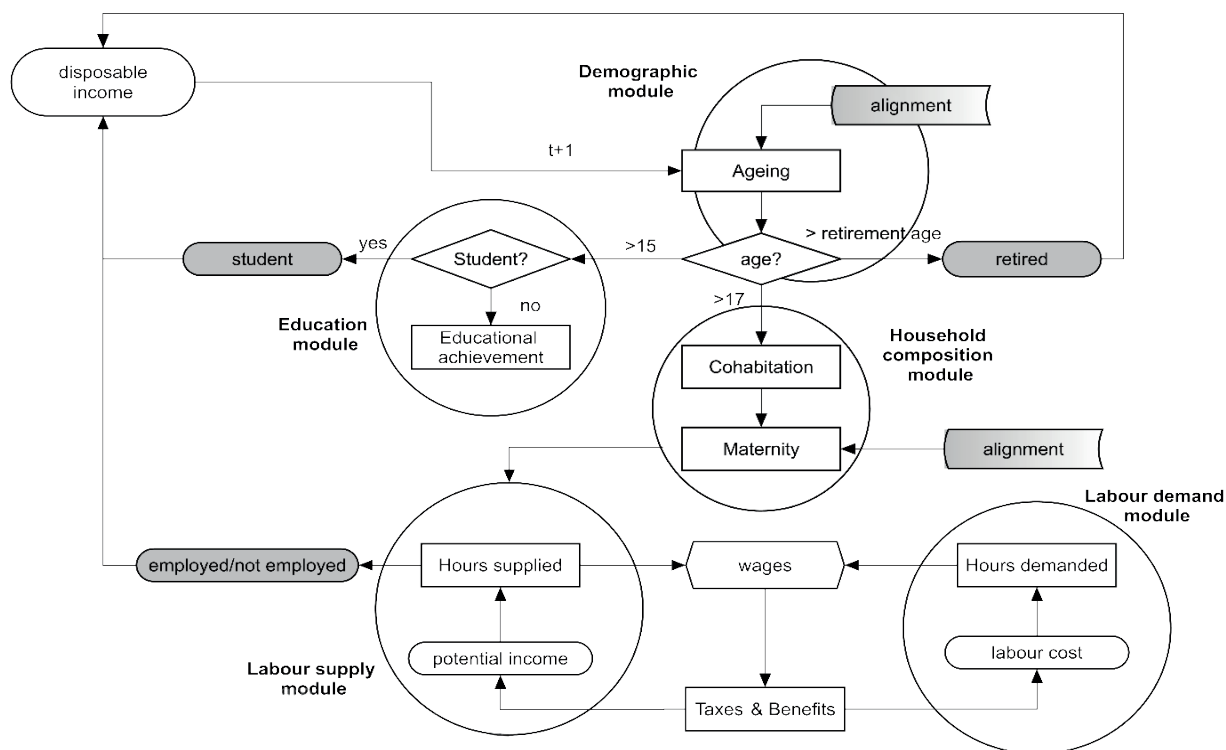 disposable
income
Demographic
module
alignment
t+1
Ageing
> retirement age
yes
>15
student
Student?
age?
retired
no
>17
Education
module
Educational
achievement
Household
composition
module
Cohabitation
Maternity
alignment
Labour demand
module
employed/not employed
Hours supplied
wages
Hours demanded
potential income
labour cost
Labour supply
module
Taxes & Benefits